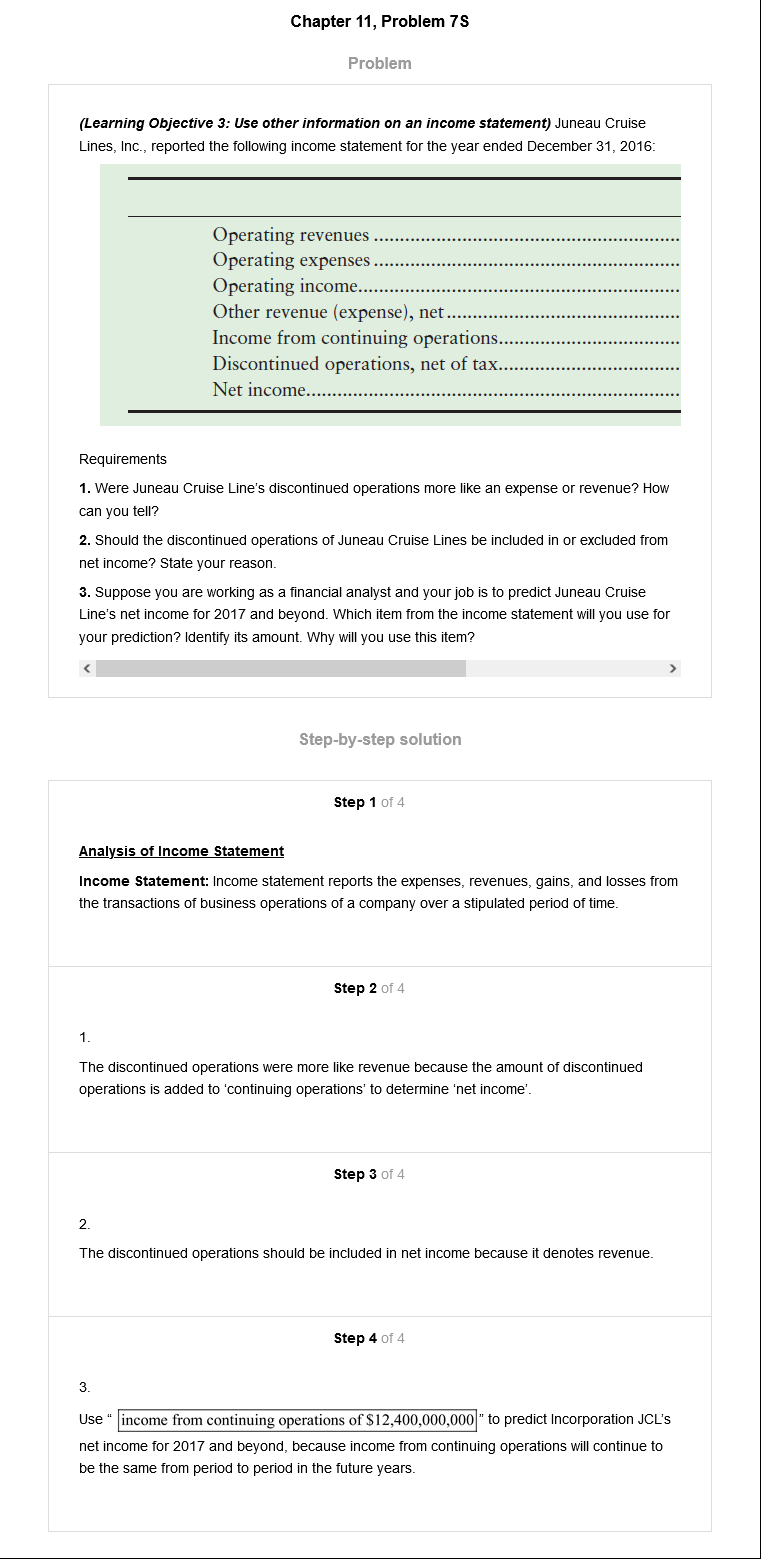 Chapter 11, Problem 7S
Problem
(Learning Objective 3: Use other information on an income statement) Juneau Cruise
Lines, Inc., reported the following income statement for the year ended December 31, 2016:
Operating revenues ............................................................
Operating expenses ............................................................
Operating income...............................................................
Other revenue (expense), net ..............................................
Income from continuing operations....................................
Discontinued operations, net of tax....................................
Net income.........................................................................
Requirements
1. Were Juneau Cruise Line's discontinued operations more like an expense or revenue? How
can you tell?
2. Should the discontinued operations of Juneau Cruise Lines be included in or excluded from
net income? State your reason.
3. Suppose you are working as a financial analyst and your job is to predict Juneau Cruise
Line's net income for 2017 and beyond. Which item from the income statement will you use for
your prediction? Identify its amount. Why will you use this item?
Step-by-step solution
Step 1 of 4
Analysis of Income Statement
Income Statement: Income statement reports the expenses, revenues, gains, and losses from
the transactions of business operations of a company over a stipulated period of time.
Step 2 of 4
1.
The discontinued operations were more like revenue because the amount of discontinued
operations is added to ‘continuing operations’ to determine ‘net income’.
Step 3 of 4
2.
The discontinued operations should be included in net income because it denotes revenue.
Step 4 of 4
3.
Use “ income from continuing operations of $12,400,000,000 ” to predict Incorporation JCL's
net income for 2017 and beyond, because income from continuing operations will continue to
be the same from period to period in the future years.